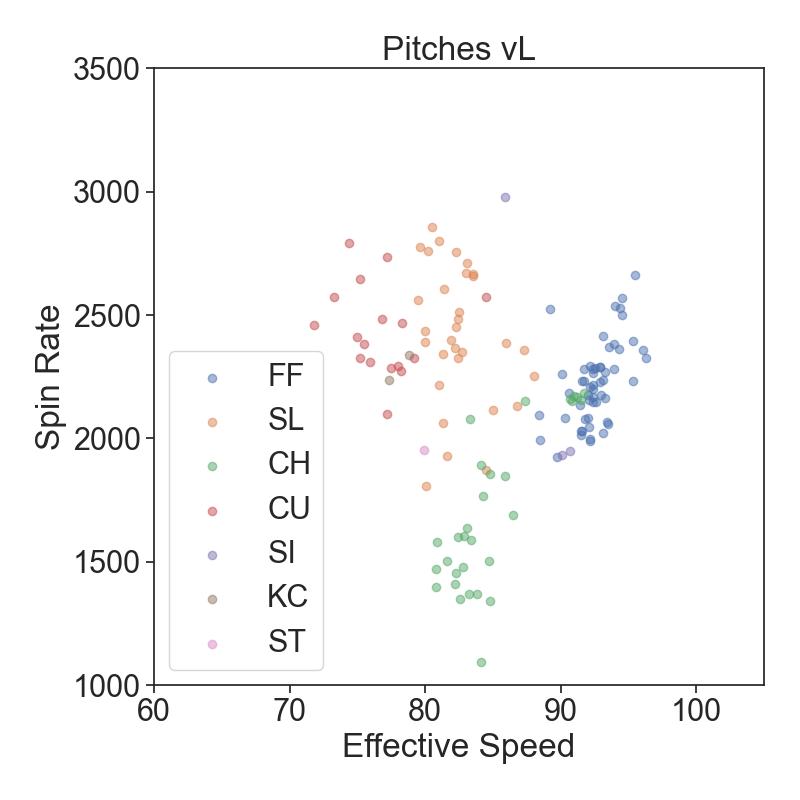 Pitches vL
3500
3000
2500
2000
1500
1000
Spin Rate
FF
SL
CH
CU
SI
KC
ST
60 70 80 90 100
Effective Speed